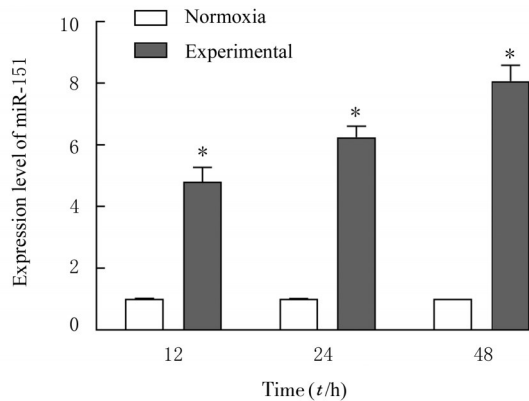 Normoxia
Experimental
Expression level of miR-151
10
8
6
4
2
0
*
*
*
12 24 48
Time (t/h)